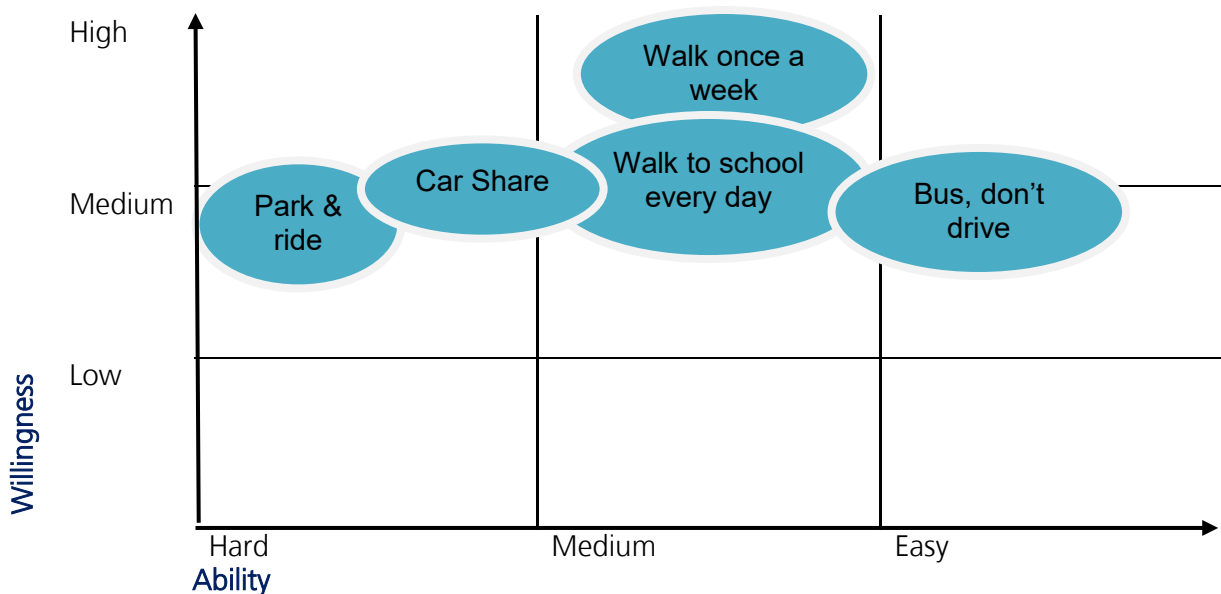 High
Walk once a
week
Walk to school
every day
Car Share
Medium
Park &
ride
Bus, don’t
drive
Low
Willingness
Hard
Medium
Easy
Ability